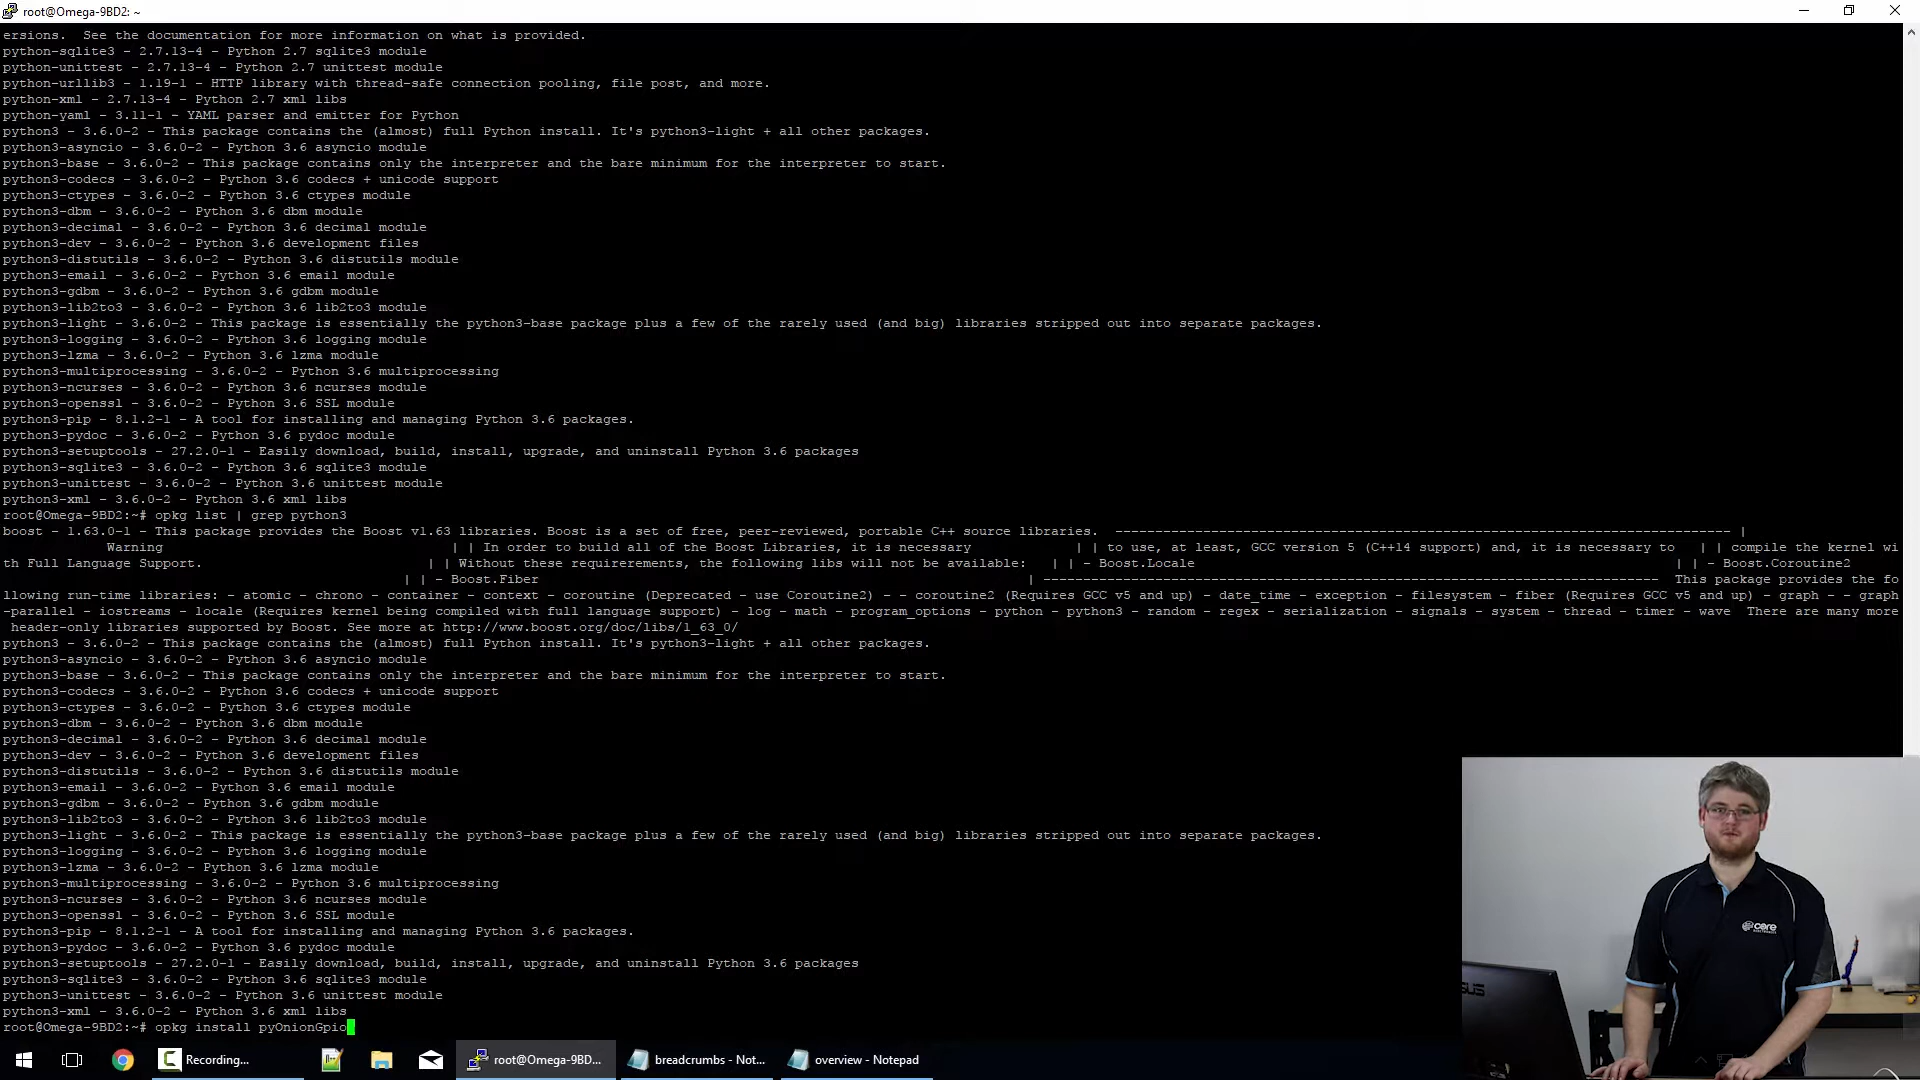 root@Omega-9BD2: ~
ersions.  See the documentation for more information on what is provided.
python-sqlite3 - 2.7.13-4 - Python 2.7 sqlite3 module
python-unittest - 2.7.13-4 - Python 2.7 unittest module
python-urllib3 - 1.19-1 - HTTP library with thread-safe connection pooling, file post, and more.
python-xml - 2.7.13-4 - Python 2.7 xml libs
python-yaml - 3.11-1 - YAML parser and emitter for Python
python3 - 3.6.0-2 - This package contains the (almost) full Python install. It's python3-light + all other packages.
python3-asyncio - 3.6.0-2 - Python 3.6 asyncio module
python3-base - 3.6.0-2 - This package contains only the interpreter and the bare minimum for the interpreter to start.
python3-codecs - 3.6.0-2 - Python 3.6 codecs + unicode support
python3-ctypes - 3.6.0-2 - Python 3.6 ctypes module
python3-dbm - 3.6.0-2 - Python 3.6 dbm module
python3-decimal - 3.6.0-2 - Python 3.6 decimal module
python3-dev - 3.6.0-2 - Python 3.6 development files
python3-distutils - 3.6.0-2 - Python 3.6 distutils module
python3-email - 3.6.0-2 - Python 3.6 email module
python3-gdbm - 3.6.0-2 - Python 3.6 gdbm module
python3-lib2to3 - 3.6.0-2 - Python 3.6 lib2to3 module
python3-light - 3.6.0-2 - This package is essentially the python3-base package plus a few of the rarely used (and big) libraries stripped out into separate packages.
python3-logging - 3.6.0-2 - Python 3.6 logging module
python3-lzma - 3.6.0-2 - Python 3.6 lzma module
python3-multiprocessing - 3.6.0-2 - Python 3.6 multiprocessing
python3-ncurses - 3.6.0-2 - Python 3.6 ncurses module
python3-openssl - 3.6.0-2 - Python 3.6 SSL module
python3-pip - 8.1.2-1 - A tool for installing and managing Python 3.6 packages.
python3-pydoc - 3.6.0-2 - Python 3.6 pydoc module
python3-setuptools - 27.2.0-1 - Easily download, build, install, upgrade, and uninstall Python 3.6 packages
python3-sqlite3 - 3.6.0-2 - Python 3.6 sqlite3 module
python3-unittest - 3.6.0-2 - Python 3.6 unittest module
python3-xml - 3.6.0-2 - Python 3.6 xml libs
root@Omega-9BD2:~# opkg list | grep python3
boost - 1.63.0-1 - This package provides the Boost v1.63 libraries. Boost is a set of free, peer-reviewed, portable C++ source libraries.  ----------------------------------------------------------------------------- |
Warning | | In order to build all of the Boost Libraries, it is necessary | | to use, at least, GCC version 5 (C++14 support) and, it is necessary to | | compile the kernel wi
th Full Language Support. | | Without these requirerements, the following libs will not be available: | | - Boost.Locale | | - Boost.Coroutine2
| | - Boost.Fiber | ----------------------------------------------------------------------------- This package provides the fo
llowing run-time libraries: - atomic - chrono - container - context - coroutine (Deprecated - use Coroutine2) - - coroutine2 (Requires GCC v5 and up) - date_time - exception - filesystem - fiber (Requires GCC v5 and up) - graph - - graph
-parallel - iostreams - locale (Requires kernel being compiled with full language support) - log - math - program_options - python - python3 - random - regex - serialization - signals - system - thread - timer - wave  There are many more
header-only libraries supported by Boost. See more at http://www.boost.org/doc/libs/1_63_0/
python3 - 3.6.0-2 - This package contains the (almost) full Python install. It's python3-light + all other packages.
python3-asyncio - 3.6.0-2 - Python 3.6 asyncio module
python3-base - 3.6.0-2 - This package contains only the interpreter and the bare minimum for the interpreter to start.
python3-codecs - 3.6.0-2 - Python 3.6 codecs + unicode support
python3-ctypes - 3.6.0-2 - Python 3.6 ctypes module
python3-dbm - 3.6.0-2 - Python 3.6 dbm module
python3-decimal - 3.6.0-2 - Python 3.6 decimal module
python3-dev - 3.6.0-2 - Python 3.6 development files
python3-distutils - 3.6.0-2 - Python 3.6 distutils module
python3-email - 3.6.0-2 - Python 3.6 email module
python3-gdbm - 3.6.0-2 - Python 3.6 gdbm module
python3-lib2to3 - 3.6.0-2 - Python 3.6 lib2to3 module
python3-light - 3.6.0-2 - This package is essentially the python3-base package plus a few of the rarely used (and big) libraries stripped out into separate packages.
python3-logging - 3.6.0-2 - Python 3.6 logging module
python3-lzma - 3.6.0-2 - Python 3.6 lzma module
python3-multiprocessing - 3.6.0-2 - Python 3.6 multiprocessing
python3-ncurses - 3.6.0-2 - Python 3.6 ncurses module
python3-openssl - 3.6.0-2 - Python 3.6 SSL module
python3-pip - 8.1.2-1 - A tool for installing and managing Python 3.6 packages.
python3-pydoc - 3.6.0-2 - Python 3.6 pydoc module
python3-setuptools - 27.2.0-1 - Easily download, build, install, upgrade, and uninstall Python 3.6 packages
python3-sqlite3 - 3.6.0-2 - Python 3.6 sqlite3 module
python3-unittest - 3.6.0-2 - Python 3.6 unittest module
python3-xml - 3.6.0-2 - Python 3.6 xml libs
root@Omega-9BD2:~# opkg install pyOnionGpio
core
Recording...
root@Omega-9BD...
breadcrumbs - Not...
overview - Notepad